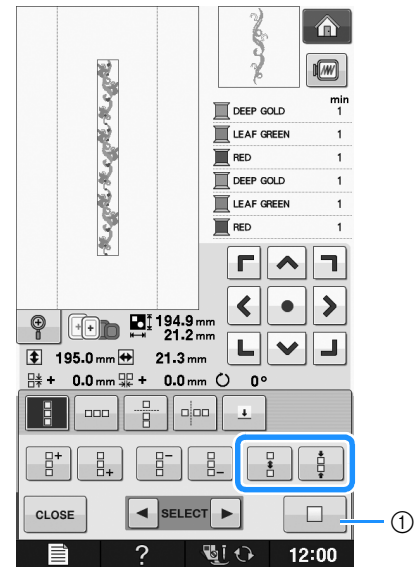 min
DEEP GOLD 1
LEAF GREEN 1
RED 1
DEEP GOLD 1
LEAF GREEN 1
RED 1
194.9 mm
21.2 mm
195.0 mm 21.3 mm
+ 0.0 mm + 0.0 mm 0°
CLOSE SELECT
① 
? 12:00